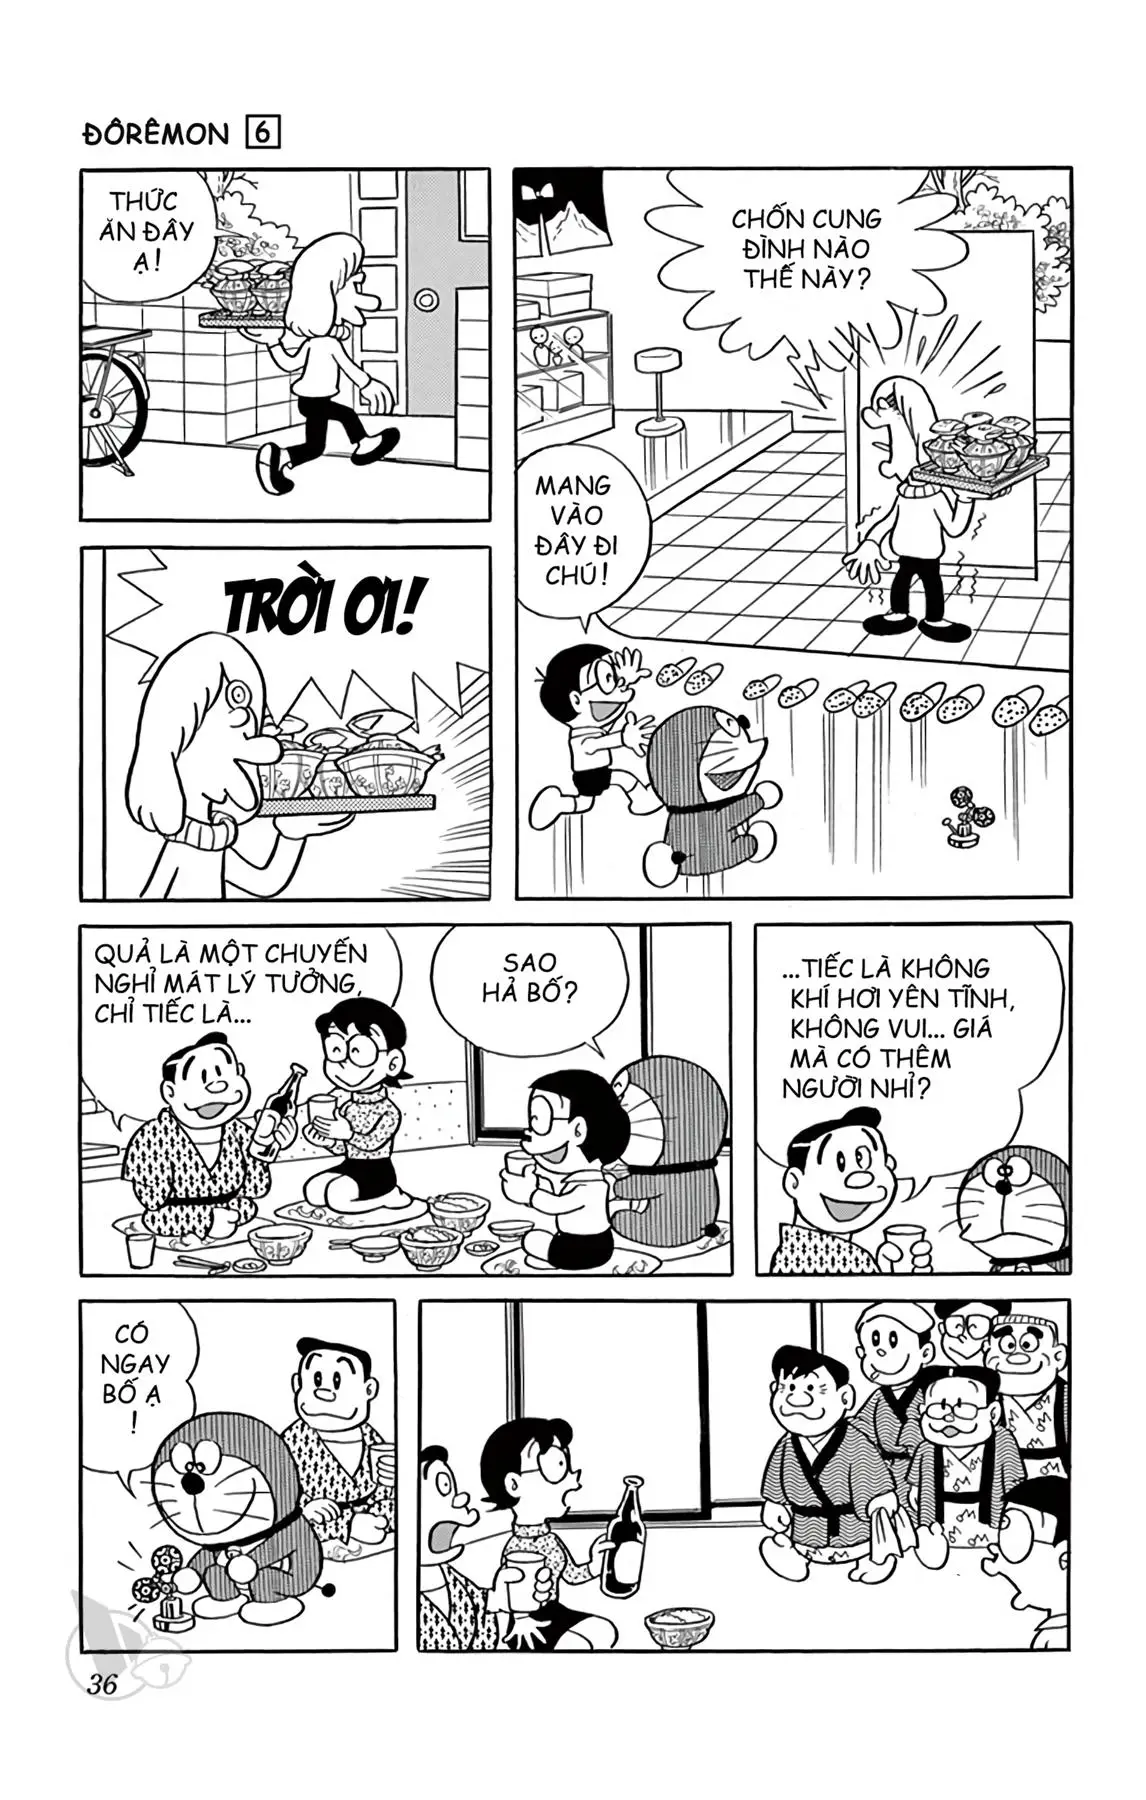 ĐÔRÊMON 6
THỨC
ĂN ĐÂY
Ạ!
CHỐN CUNG
ĐÌNH NÀO
THẾ NÀY?
MANG
VÀO
ĐÂY ĐI
CHÚ!
TRỜI ƠI!
QUẢ LÀ MỘT CHUYẾN
NGHỈ MÁT LÝ TƯỞNG,
CHỈ TIẾC LÀ...
SAO
HẢ BỐ?
...TIẾC LÀ KHÔNG
KHÍ HƠI YÊN TĨNH,
KHÔNG VUI... GIÁ
MÀ CÓ THÊM
NGƯỜI NHỈ?
CÓ
NGAY
BỐ Ạ
!
36